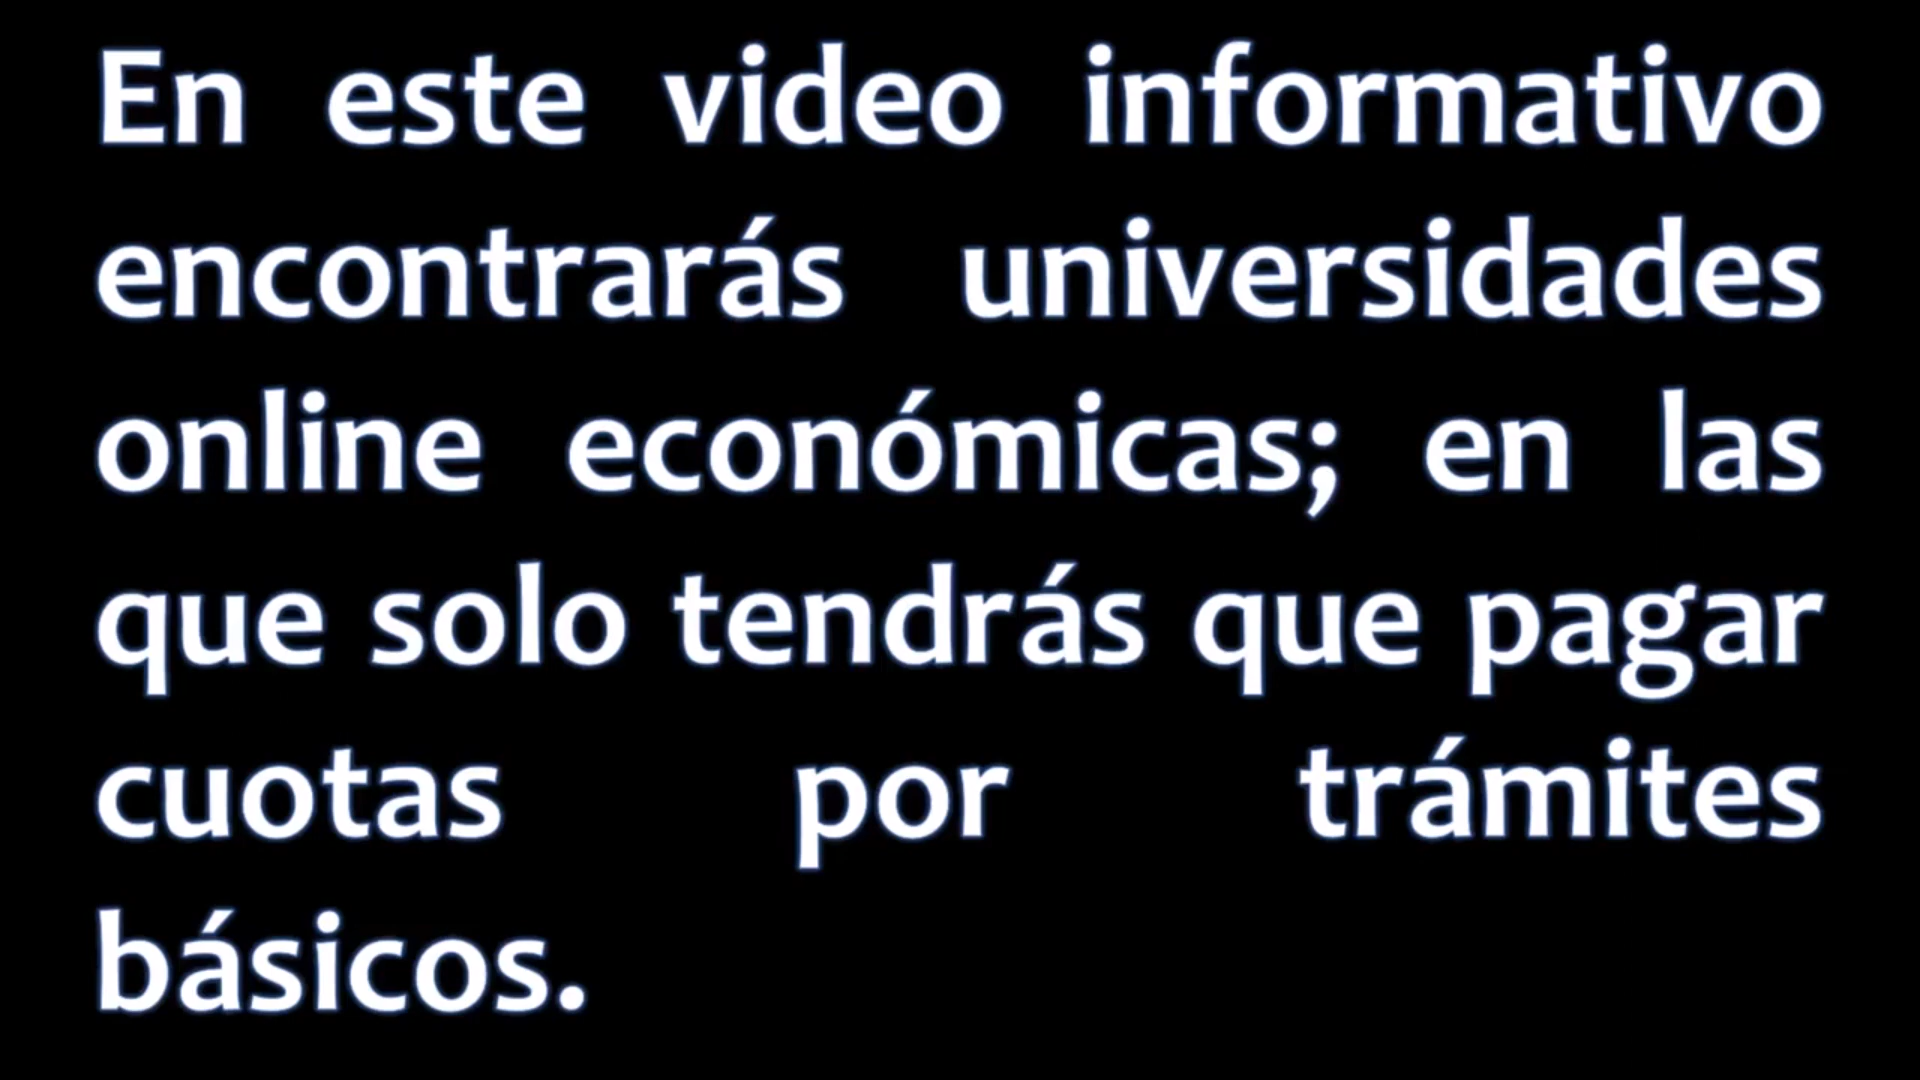 En este video informativo
encontrarás universidades
online económicas; en las
que solo tendrás que pagar
cuotas por trámites
básicos.